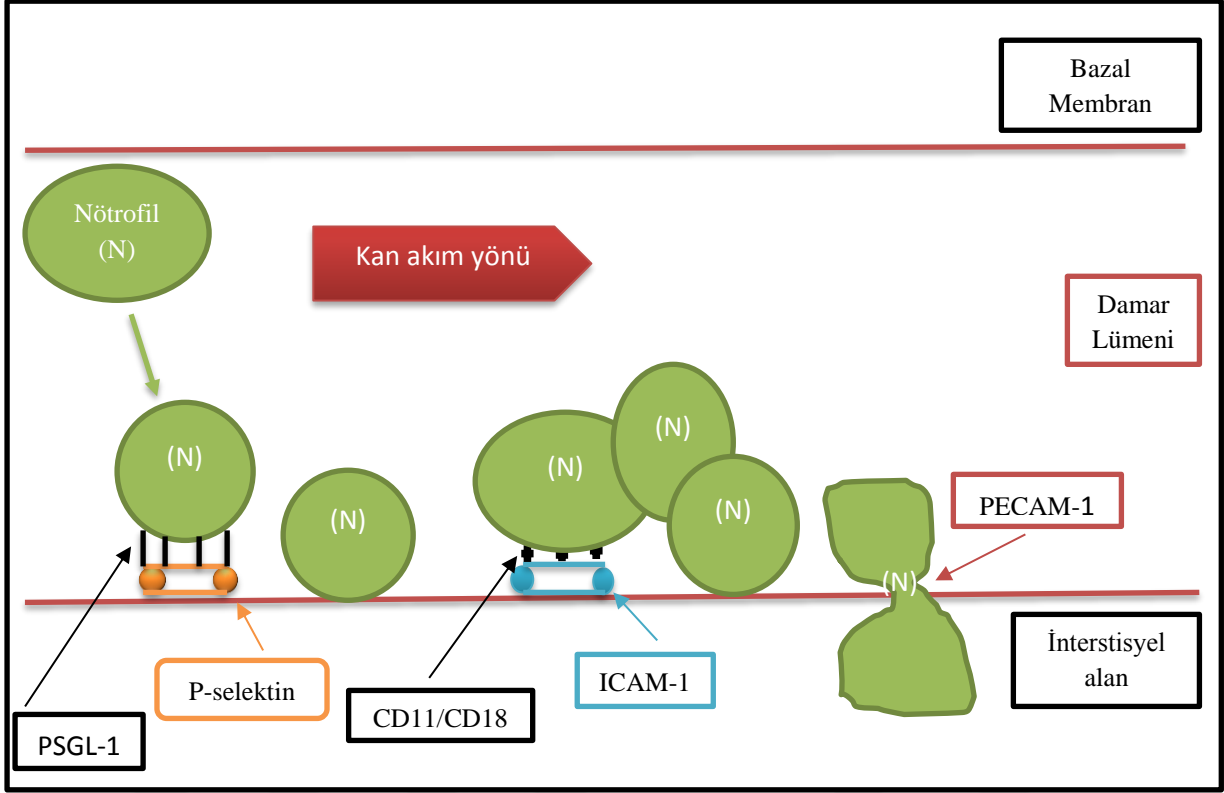 Bazal
Membran
Nötrofil
(N)
Kan akım yönü
Damar
Lümeni
(N)
(N)
(N)
(N)
(N)
PECAM-1
(N)
İnterstisyel
alan
P-selektin
ICAM-1
CD11/CD18
PSGL-1